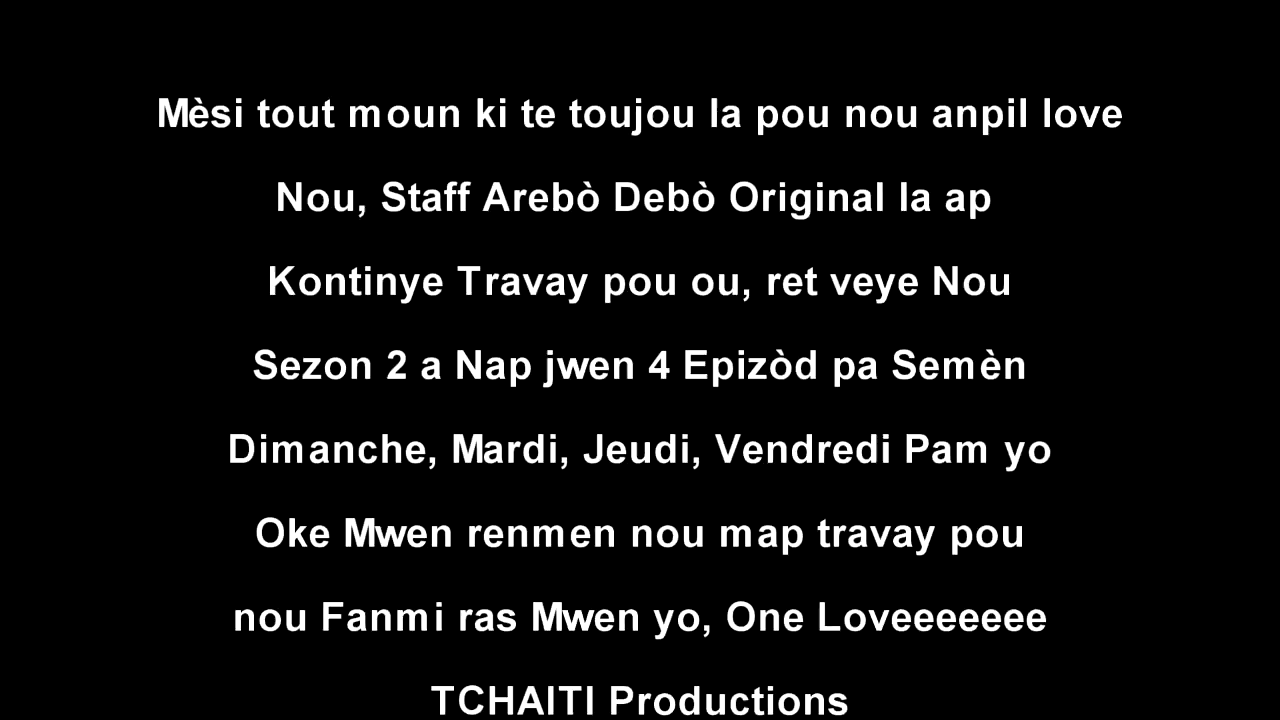 Mèsi tout moun ki te toujou la pou nou anpil love
Nou, Staff Arebò Debò Original la ap
Kontinye Travay pou ou, ret veye Nou
Sezon 2 a Nap jwen 4 Epizòd pa Semèn
Dimanche, Mardi, Jeudi, Vendredi Pam yo
Oke Mwen renmen nou map travay pou
nou Fanmi ras Mwen yo, One Loveeeeeee
TCHAITI Productions